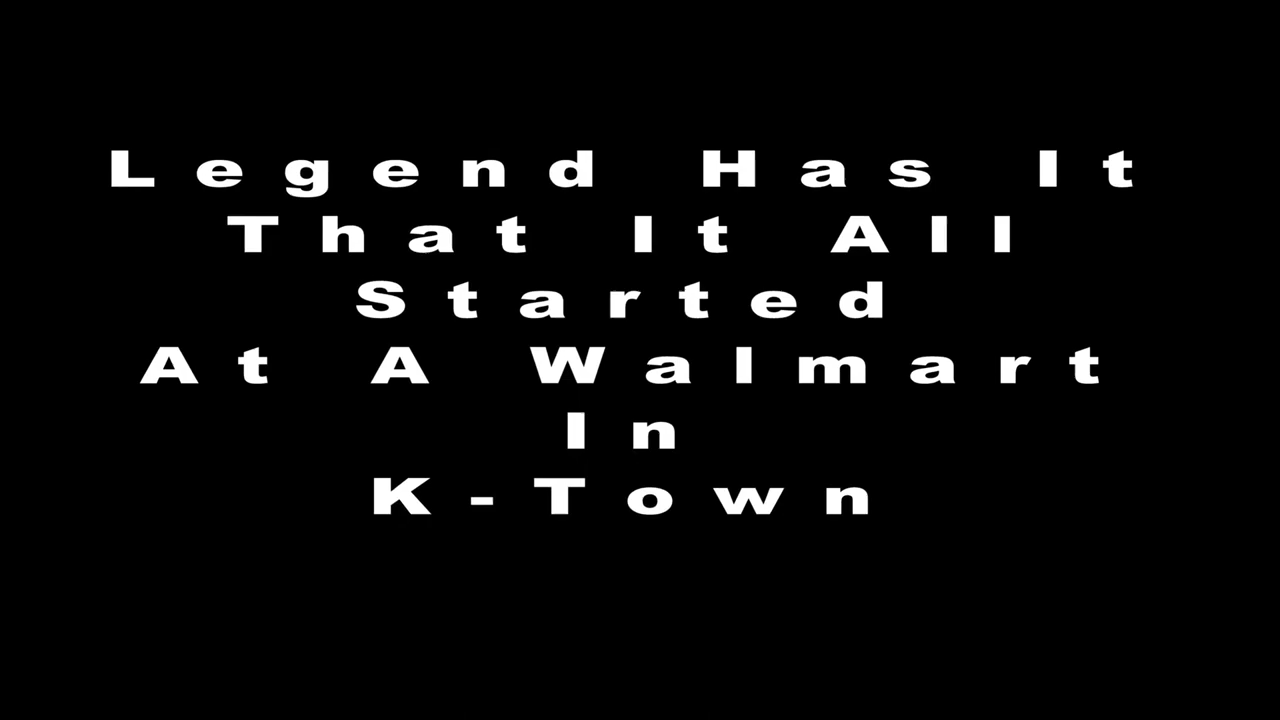 Legend Has It
That It All
Started
At A Walmart
In
K-Town